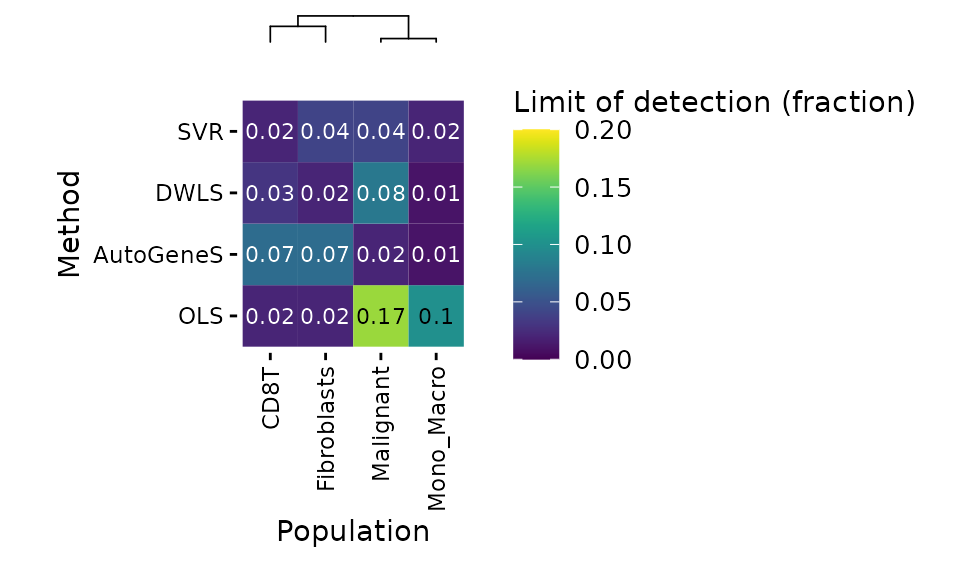 Limit of detection (fraction)
0.20
0.15
0.10
0.05
0.00
Method
SVR 0.02 0.04 0.04 0.02
DWLS 0.03 0.02 0.08 0.01
AutoGeneS 0.07 0.07 0.02 0.01
OLS 0.02 0.02 0.17 0.1
CD8T
Fibroblasts
Malignant
Mono_Macro
Population